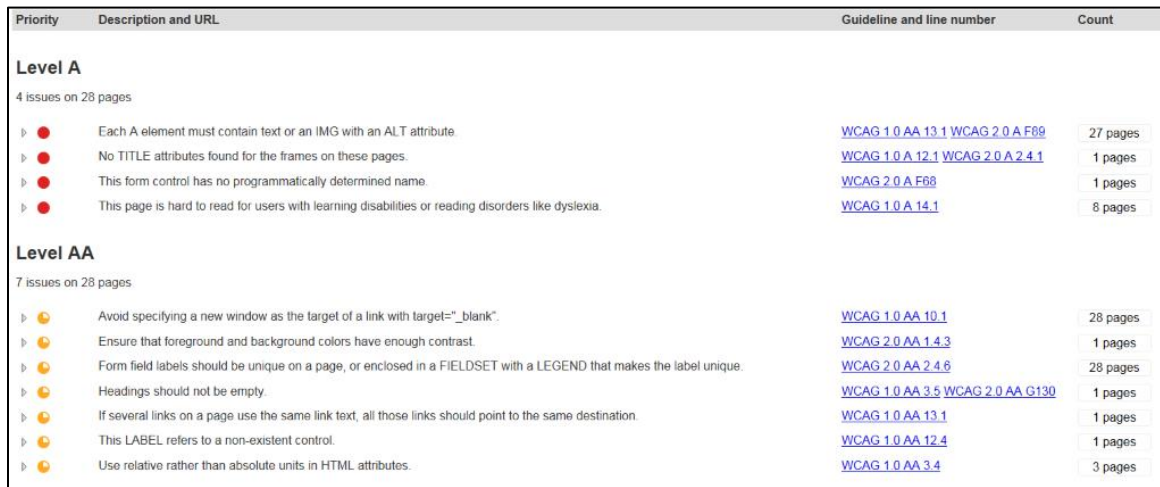 Priority Description and URL Guideline and line number Count
Level A
4 issues on 28 pages
Each A element must contain text or an IMG with an ALT attribute. WCAG 1.0 AA 13.1 WCAG 2.0 A F89 27 pages
No TITLE attributes found for the frames on these pages. WCAG 1.0 A 12.1 WCAG 2.0 A 2.4.1 1 pages
This form control has no programmatically determined name. WCAG 2.0 A F68 1 pages
This page is hard to read for users with learning disabilities or reading disorders like dyslexia. WCAG 1.0 A 14.1 8 pages
Level AA
7 issues on 28 pages
Avoid specifying a new window as the target of a link with target="_blank". WCAG 1.0 AA 10.1 28 pages
Ensure that foreground and background colors have enough contrast. WCAG 2.0 AA 1.4.3 1 pages
Form field labels should be unique on a page, or enclosed in a FIELDSET with a LEGEND that makes the label unique. WCAG 2.0 AA 2.4.6 28 pages
Headings should not be empty. WCAG 1.0 AA 3.5 WCAG 2.0 AA G130 1 pages
If several links on a page use the same link text, all those links should point to the same destination. WCAG 1.0 AA 13.1 1 pages
This LABEL refers to a non-existent control. WCAG 1.0 AA 12.4 1 pages
Use relative rather than absolute units in HTML attributes. WCAG 1.0 AA 3.4 3 pages